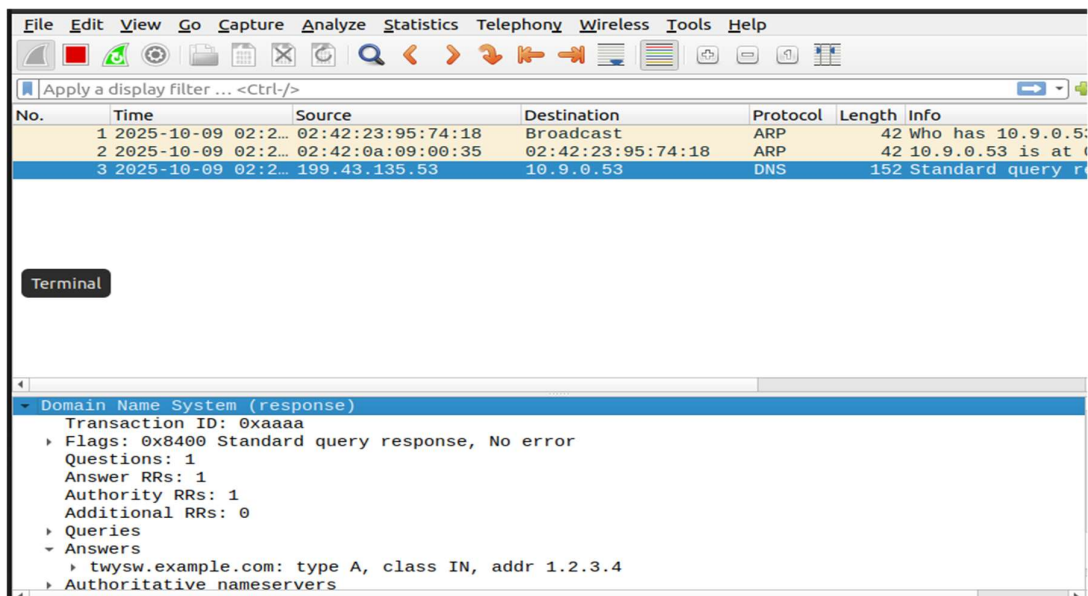 File Edit View Go Capture Analyze Statistics Telephony Wireless Tools Help
Apply a display filter … <Ctrl-/>
No. Time Source Destination Protocol Length Info
1 2025-10-09 02:2… 02:42:23:95:74:18 Broadcast ARP 42 Who has 10.9.0.53
2 2025-10-09 02:2… 02:42:0a:09:00:35 02:42:23:95:74:18 ARP 42 10.9.0.53 is at
3 2025-10-09 02:2… 199.43.135.53 10.9.0.53 DNS 152 Standard query
Terminal
Domain Name System (response)
Transaction ID: 0xaaaa
Flags: 0x8400 Standard query response, No error
Questions: 1
Answer RRs: 1
Authority RRs: 1
Additional RRs: 0
Queries
Answers
twysw.example.com: type A, class IN, addr 1.2.3.4
Authoritative nameservers